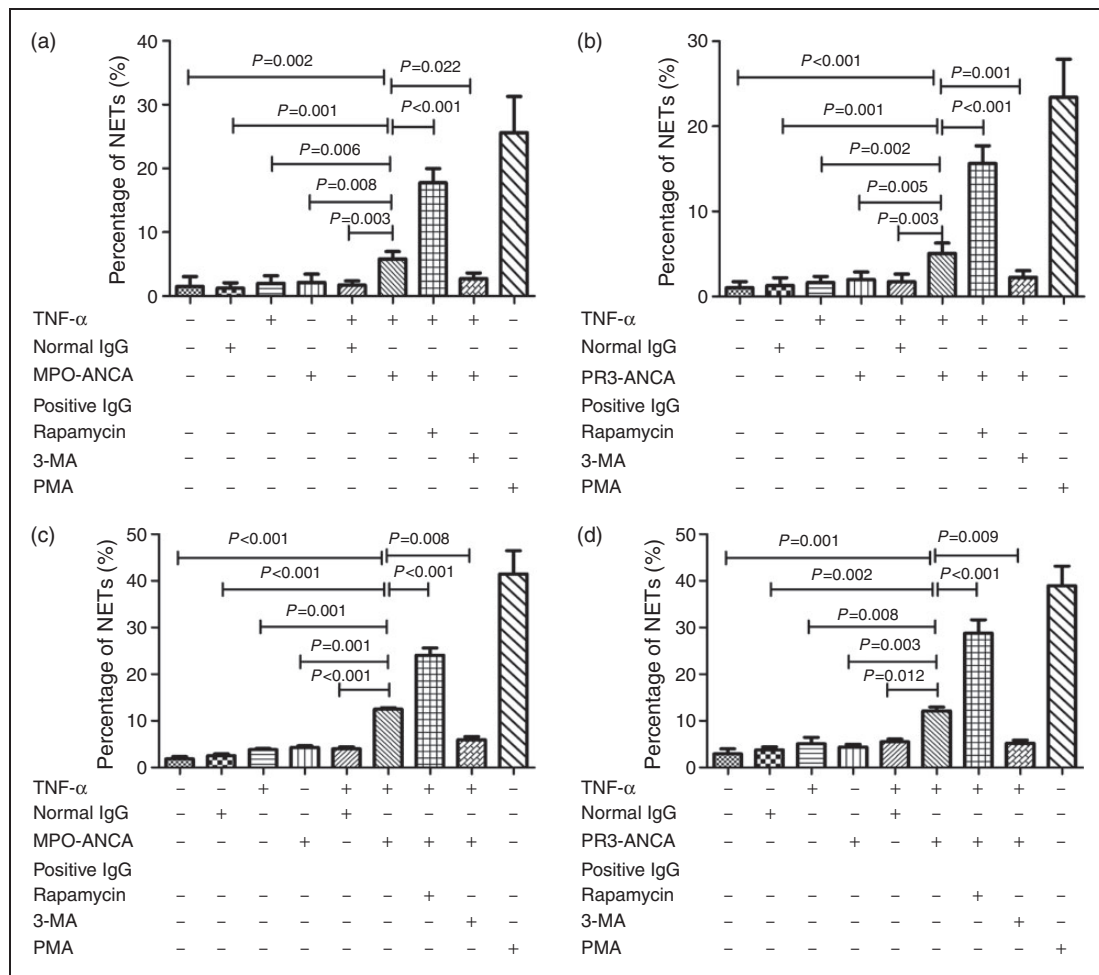 (a)
Percentage of NETs (%)
40
30
20
10
0
P=0.002
P=0.022
P<0.001
P=0.001
P=0.006
P=0.008
P=0.003
TNF-α – – + – + + + + –
Normal IgG – + – – + – – – –
MPO-ANCA – – – + – + + + –
Positive IgG
Rapamycin – – – – – – + – –
3-MA – – – – – – – + –
PMA – – – – – – – – +
(b)
Percentage of NETs (%)
30
20
10
0
P<0.001
P=0.001
P=0.001
P<0.001
P=0.002
P=0.005
P=0.003
TNF-α – – + – + + + + –
Normal IgG – + – – + – – – –
PR3-ANCA – – – + – + + + –
Positive IgG
Rapamycin – – – – – – + – –
3-MA – – – – – – – + –
PMA – – – – – – – – +
(c)
Percentage of NETs (%)
50
40
30
20
10
0
P<0.001
P=0.008
P<0.001
P<0.001
P=0.001
P=0.001
P<0.001
TNF-α – – + – + + + + –
Normal IgG – + – – + – – – –
MPO-ANCA – – – + – + + + –
Positive IgG
Rapamycin – – – – – – + – –
3-MA – – – – – – – + –
PMA – – – – – – – – +
(d)
Percentage of NETs (%)
50
40
30
20
10
0
P=0.001
P=0.009
P=0.002
P<0.001
P=0.008
P=0.003
P=0.012
TNF-α – – + – + + + + –
Normal IgG – + – – + – – – –
PR3-ANCA – – – + – + + + –
Positive IgG
Rapamycin – – – – – – + – –
3-MA – – – – – – – + –
PMA – – – – – – – – +